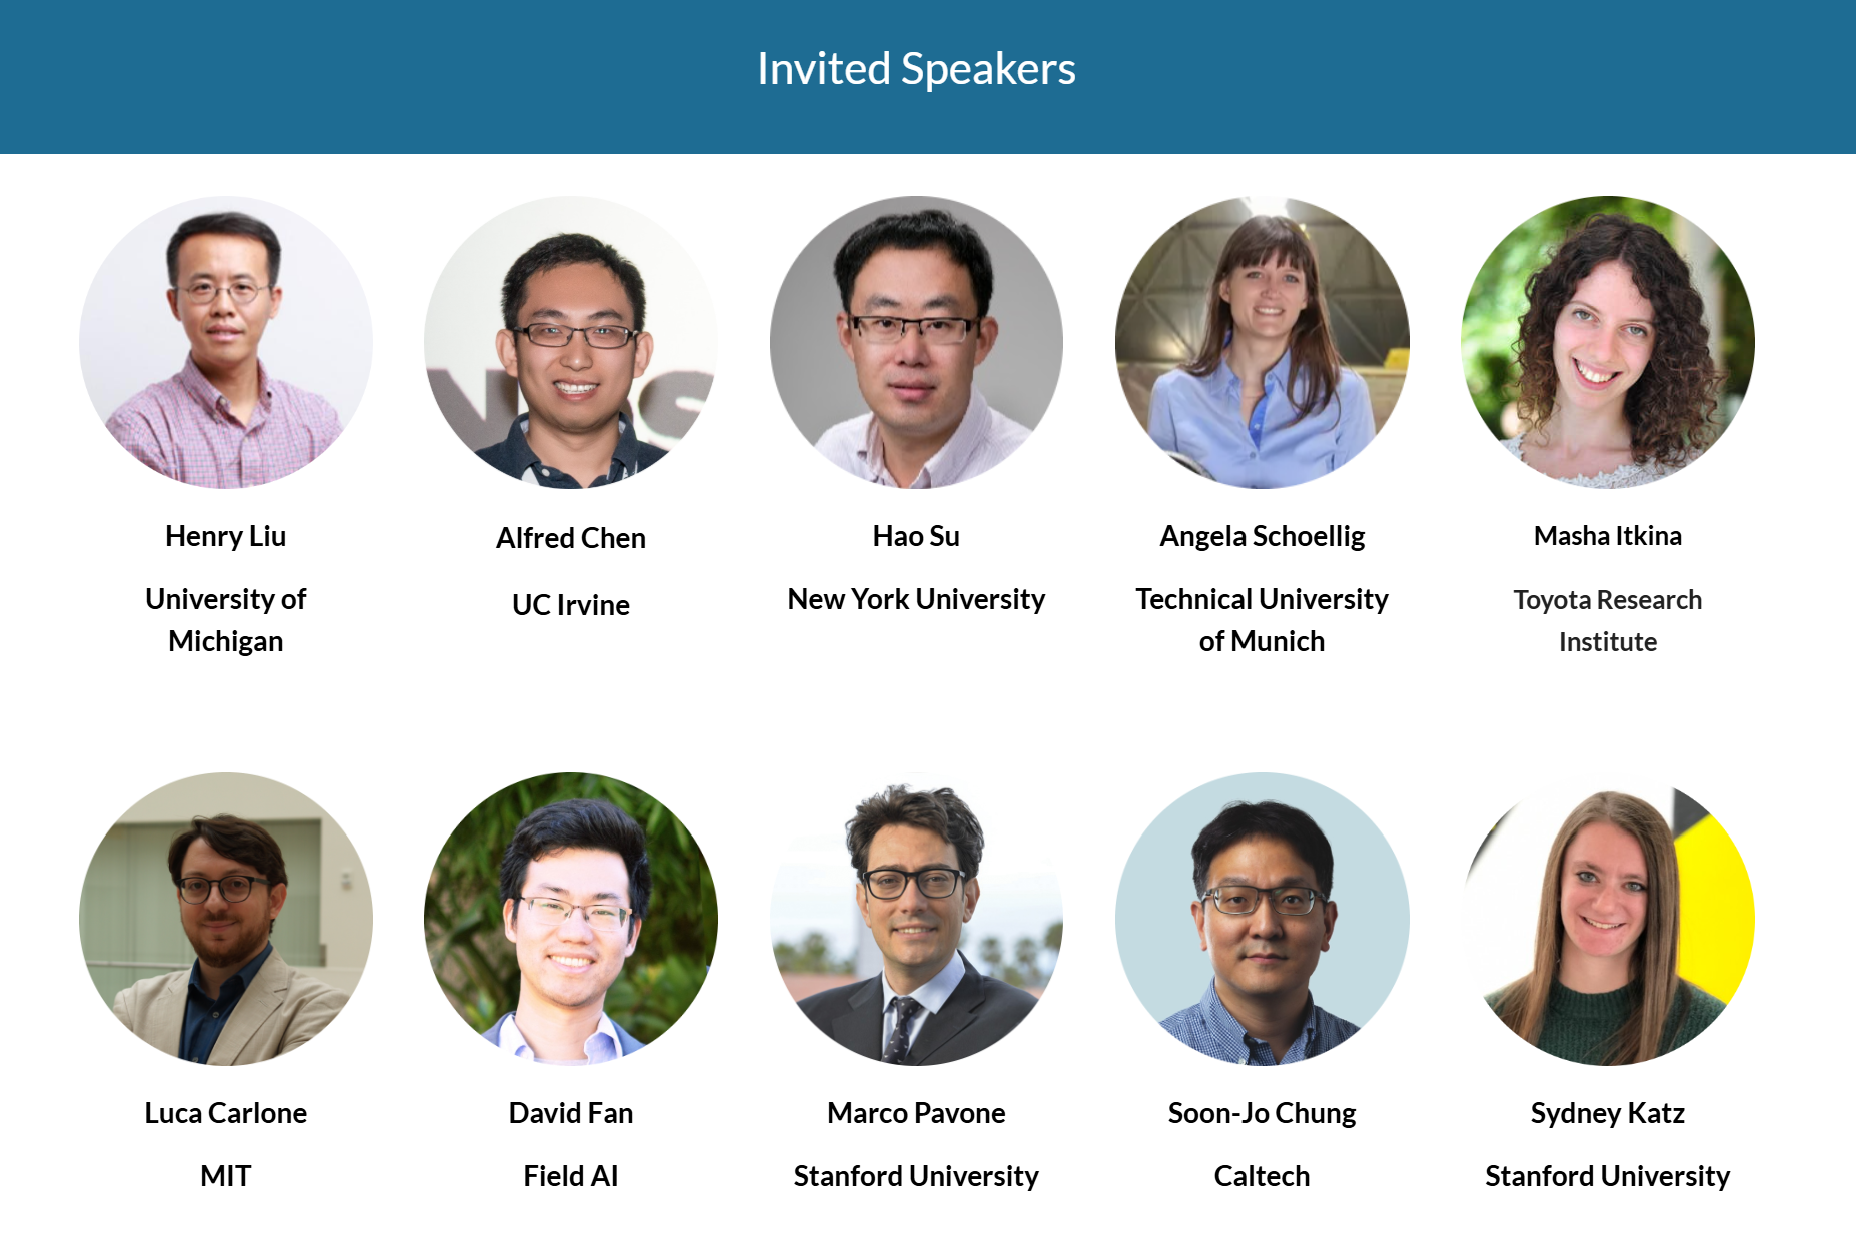 Invited Speakers
Henry Liu
University of
Michigan
Alfred Chen
UC Irvine
Hao Su
New York University
Angela Schoellig
Technical University
of Munich
Masha Itkina
Toyota Research
Institute
Luca Carlone
MIT
David Fan
Field AI
Marco Pavone
Stanford University
Soon-Jo Chung
Caltech
Sydney Katz
Stanford University